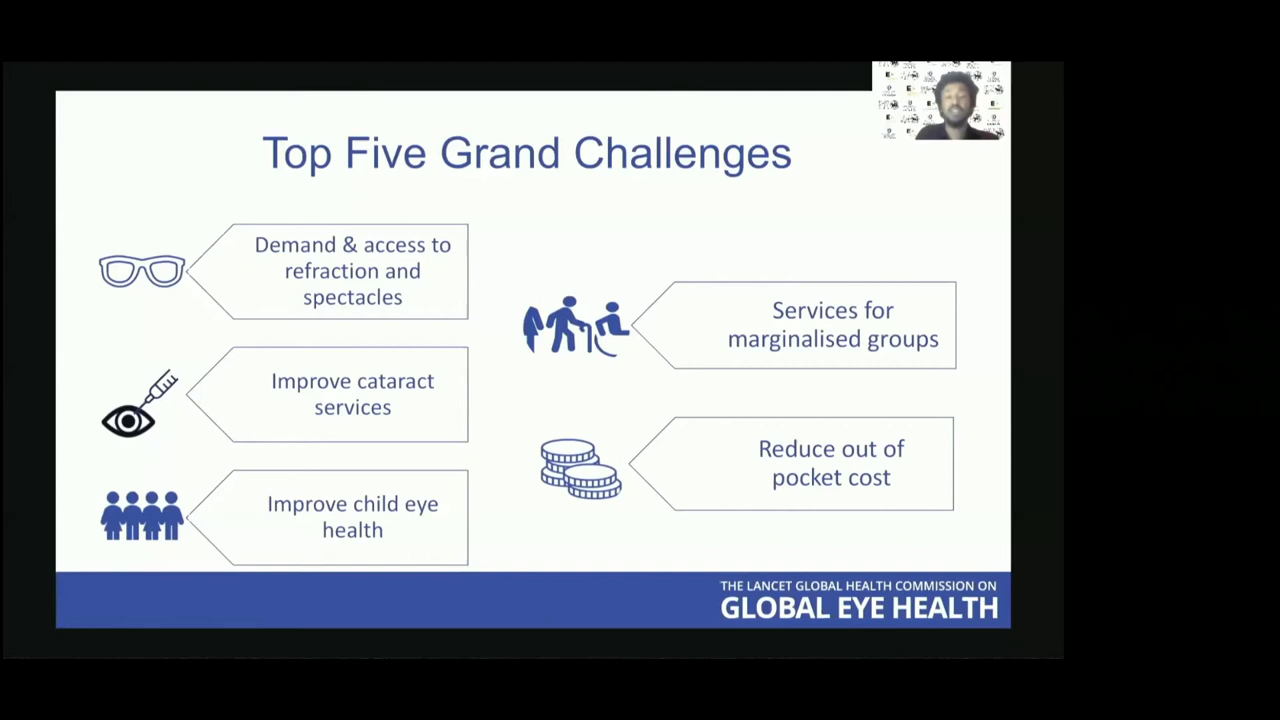 Top Five Grand Challenges
Demand & access to
refraction and
spectacles
Improve cataract
services
Improve child eye
health
Services for
marginalised groups
Reduce out of
pocket cost
THE LANCET GLOBAL HEALTH COMMISSION ON
GLOBAL EYE HEALTH